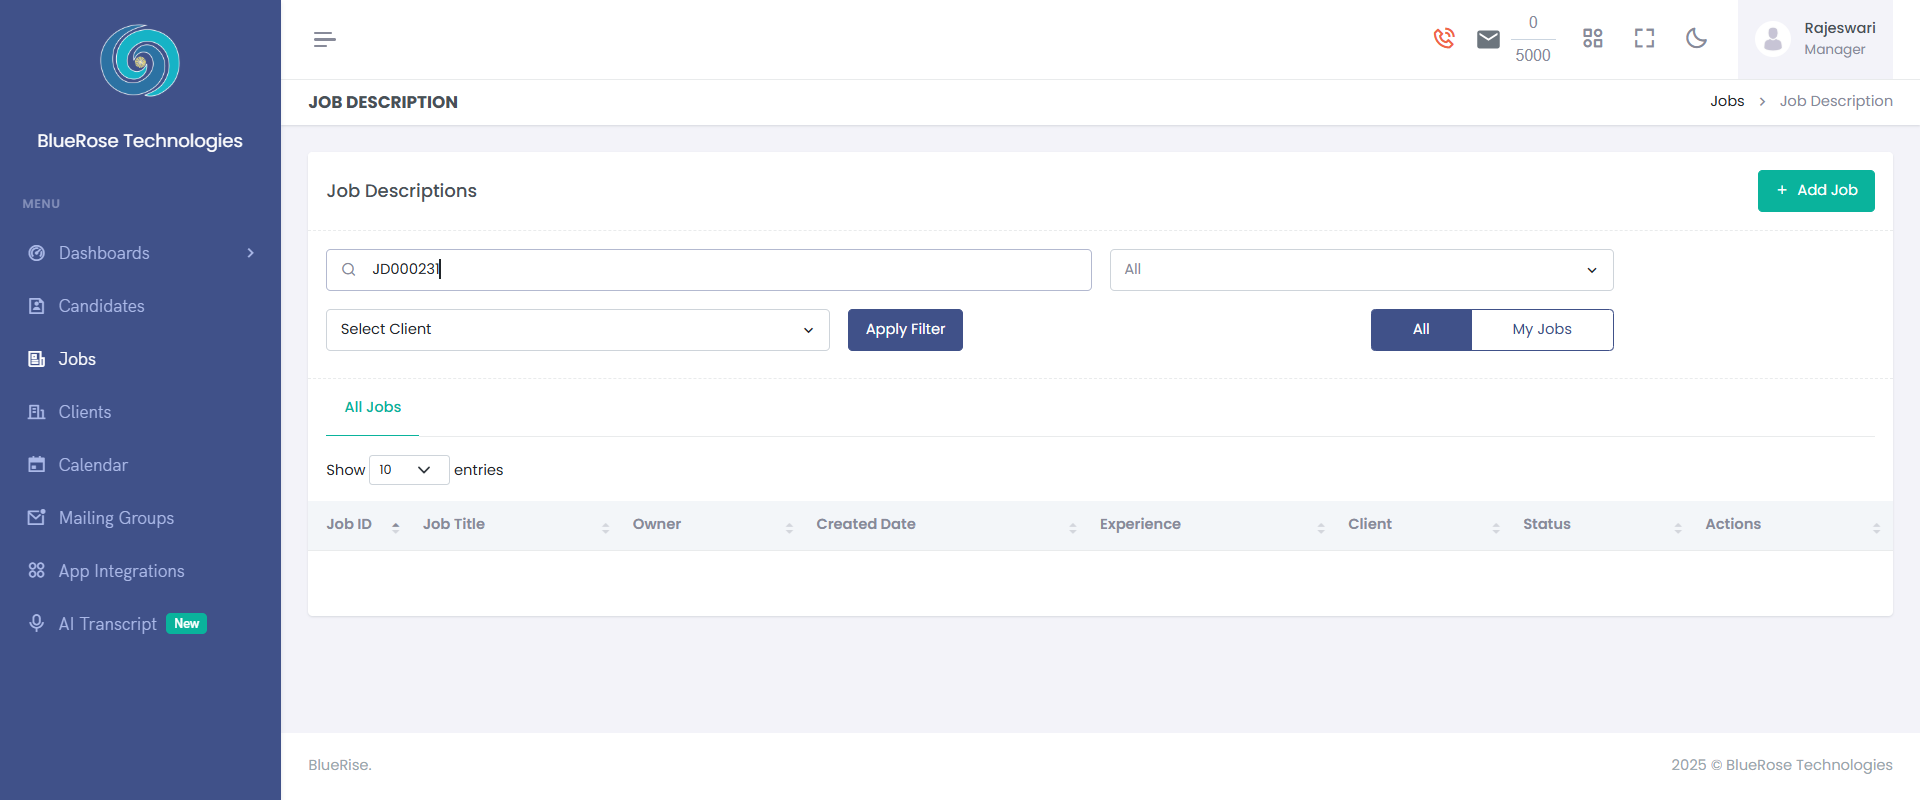 BlueRose Technologies
MENU
Dashboards
Candidates
Jobs
Clients
Calendar
Mailing Groups
App Integrations
AI Transcript New
0
5000
Rajeswari
Manager
JOB DESCRIPTION
Jobs > Job Description
Job Descriptions
+ Add Job
JD000231
All
Select Client
Apply Filter
All
My Jobs
All Jobs
Show 10 entries
Job ID Job Title Owner Created Date Experience Client Status Actions
BlueRise.
2025 © BlueRose Technologies